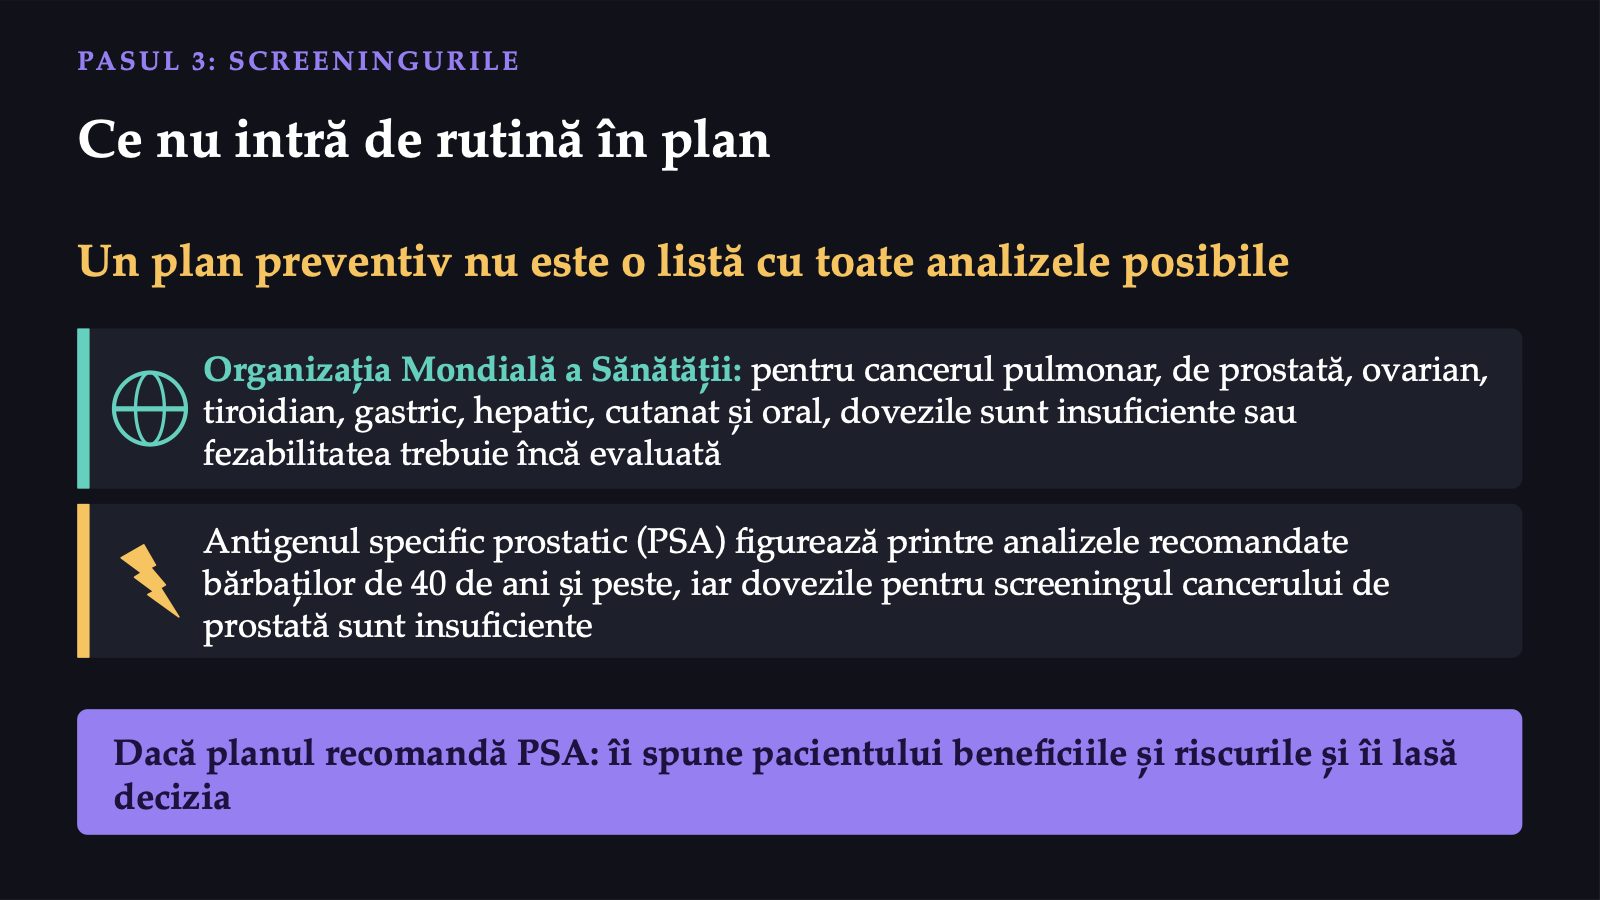 PASUL 3: SCREENINGURILE
Ce nu intră de rutină în plan
Un plan preventiv nu este o listă cu toate analizele posibile
Organizația Mondială a Sănătății: pentru cancerul pulmonar, de prostată, ovarian,
tiroidian, gastric, hepatic, cutanat și oral, dovezile sunt insuficiente sau
fezabilitatea trebuie încă evaluată
Antigenul specific prostatic (PSA) figurează printre analizele recomandate
bărbaților de 40 de ani și peste, iar dovezile pentru screeningul cancerului de
prostată sunt insuficiente
Dacă planul recomandă PSA: îi spune pacientului beneficiile și riscurile și îi lasă
decizia